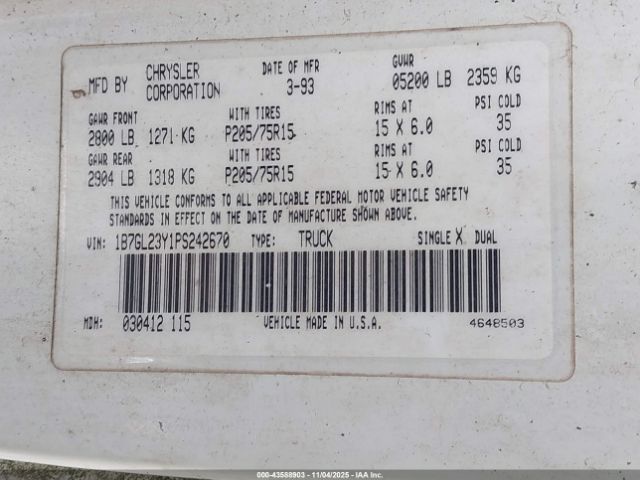 MFD BY CHRYSLER CORPORATION DATE OF MFR 3-93 GVWR 05200 LB 2359 KG
GAWR FRONT WITH TIRES RIMS AT PSI COLD
2800 LB 1271 KG P205/75R15 15 X 6.0 35
GAWR REAR WITH TIRES RIMS AT PSI COLD
2904 LB 1318 KG P205/75R15 15 X 6.0 35
THIS VEHICLE CONFORMS TO ALL APPLICABLE FEDERAL MOTOR VEHICLE SAFETY
STANDARDS IN EFFECT ON THE DATE OF MANUFACTURE SHOWN ABOVE.
VIN: 1B7GL23Y1PS242670 TYPE: TRUCK SINGLE X DUAL
MDH: 030412 115 VEHICLE MADE IN U.S.A. 4648503
000-43588903 - 11/04/2025 - IAA Inc.